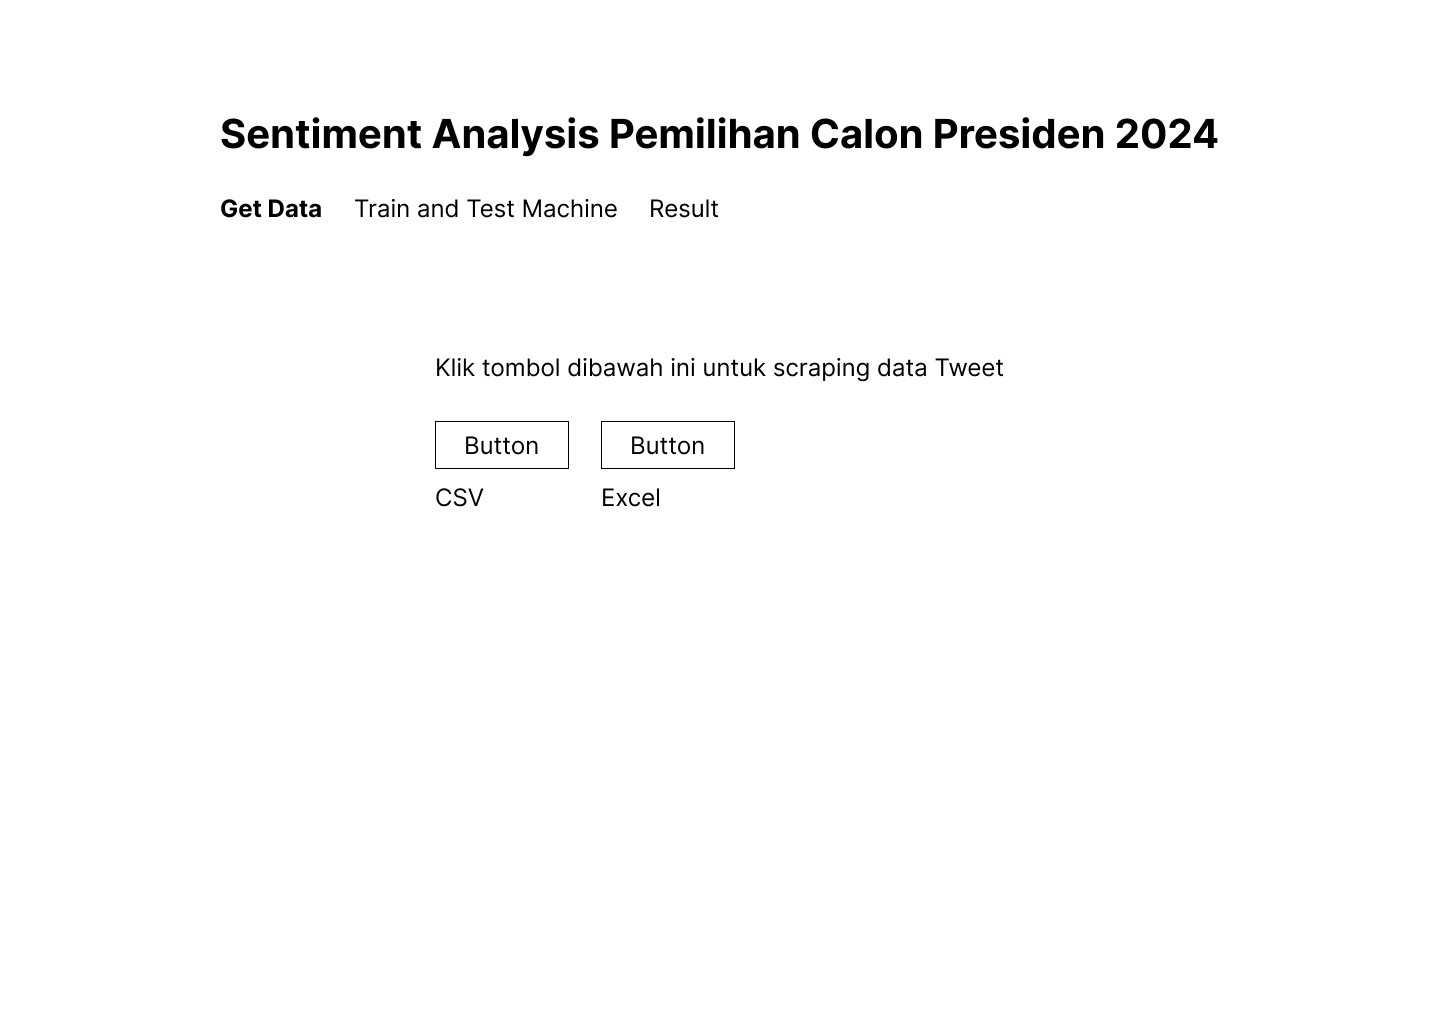 Sentiment Analysis Pemilihan Calon Presiden 2024
Get Data Train and Test Machine Result
Klik tombol dibawah ini untuk scraping data Tweet
Button Button
CSV Excel